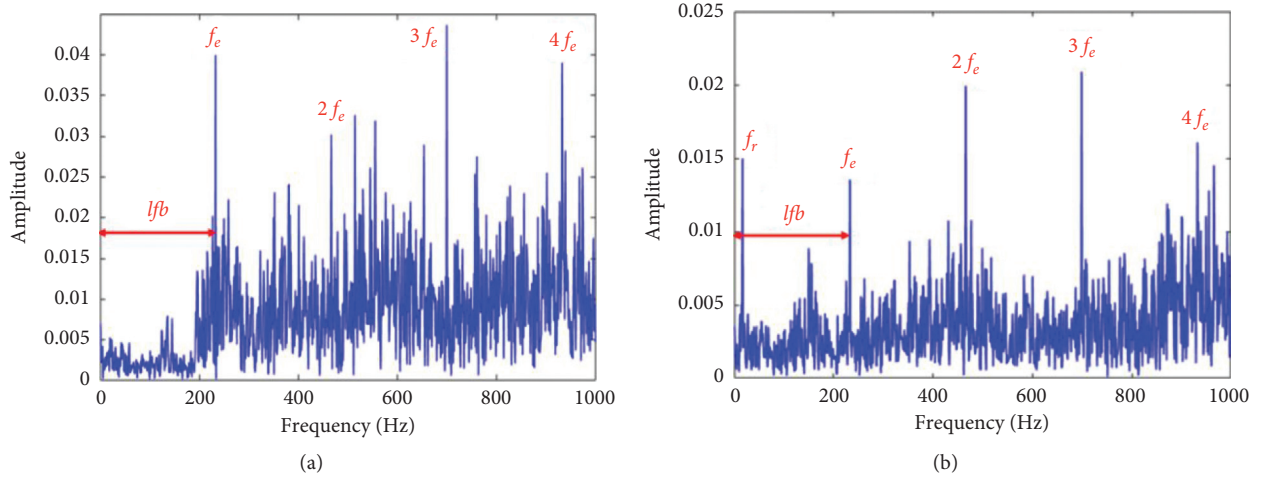 0.04
0.035
0.03
0.025
0.02
0.015
0.01
0.005
0
Amplitude
f_e
2 f_e
3 f_e
4 f_e
lfb
0 200 400 600 800 1000
Frequency (Hz)
(a)
0.025
0.02
0.015
0.01
0.005
0
Amplitude
f_r
f_e
2 f_e
3 f_e
4 f_e
lfb
0 200 400 600 800 1000
Frequency (Hz)
(b)